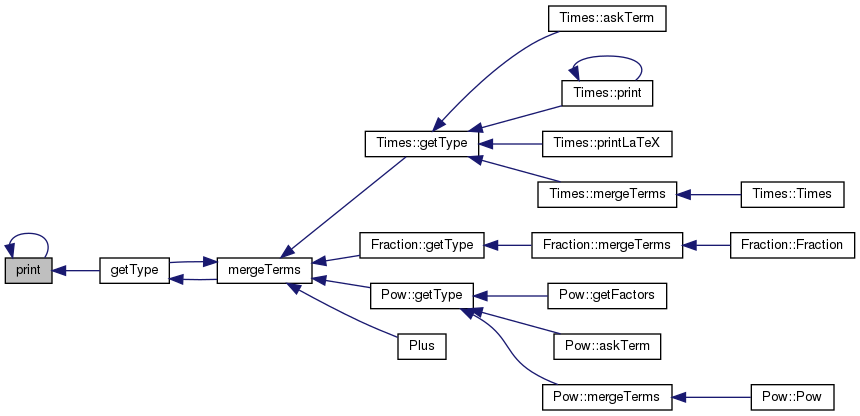 Times::askTerm
Times::print
Times::getType
Times::printLaTeX
Times::mergeTerms
Times::Times
Fraction::getType
Fraction::mergeTerms
Fraction::Fraction
print
getType
mergeTerms
Pow::getType
Pow::getFactors
Plus
Pow::askTerm
Pow::mergeTerms
Pow::Pow